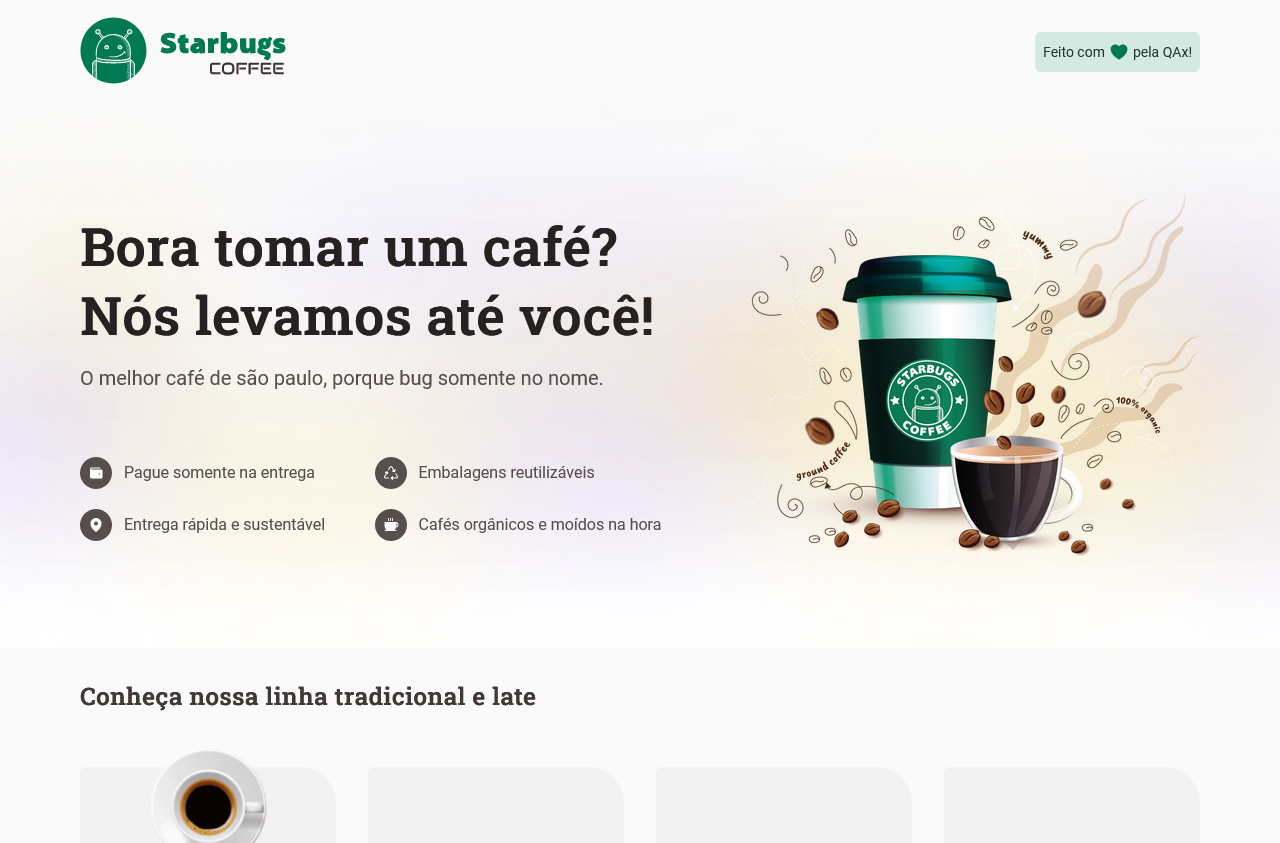 Starbugs
COFFEE
Feito com pela QAx!
Bora tomar um café?
Nós levamos até você!
O melhor café de são paulo, porque bug somente no nome.
Pague somente na entrega
Embalagens reutilizáveis
Entrega rápida e sustentável
Cafés orgânicos e moídos na hora
yummy
STARBUGS
COFFEE
100% organic
ground coffee
Conheça nossa linha tradicional e late